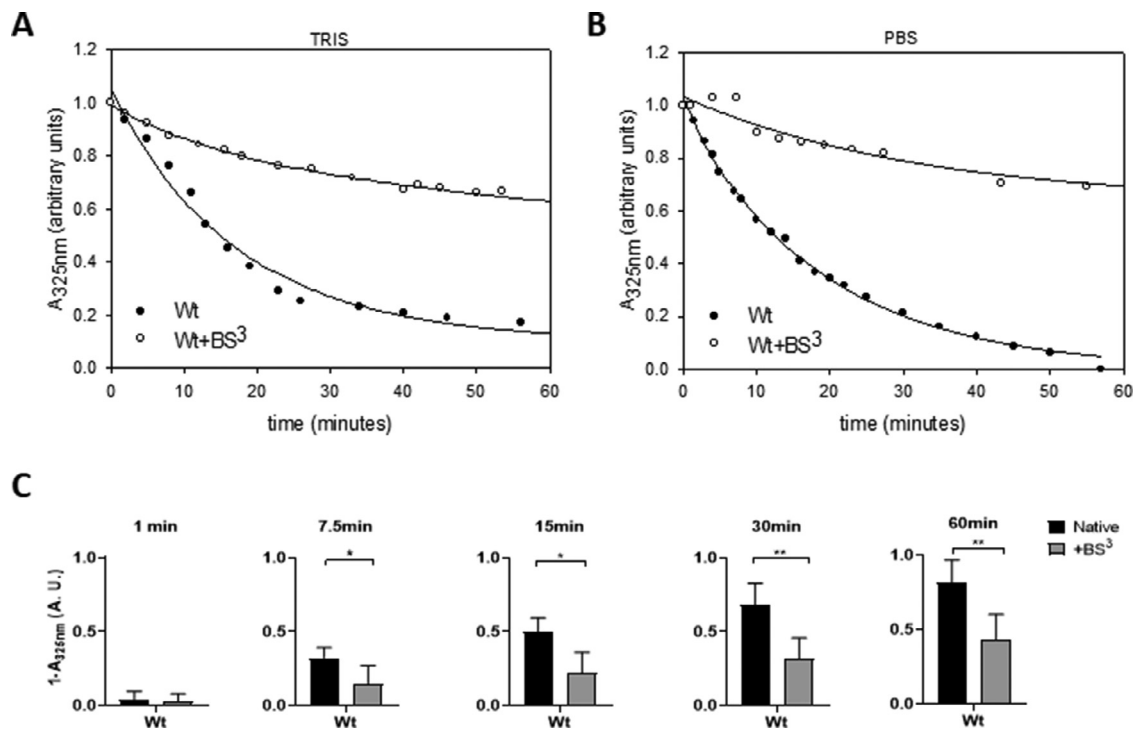 A
TRIS
A325nm (arbitrary units)
1.2
1.0
0.8
0.6
0.4
0.2
0.0
Wt
Wt+BS³
0 10 20 30 40 50 60
time (minutes)
B
PBS
A325nm (arbitrary units)
1.2
1.0
0.8
0.6
0.4
0.2
0.0
Wt
Wt+BS³
0 10 20 30 40 50 60
time (minutes)
C
1-A325nm (A. U.)
1 min
1.0
0.5
0.0
Wt
7.5min
*
1.0
0.5
0.0
Wt
15min
*
1.0
0.5
0.0
Wt
30min
**
1.0
0.5
0.0
Wt
60min
**
1.0
0.5
0.0
Wt
Native
+BS³